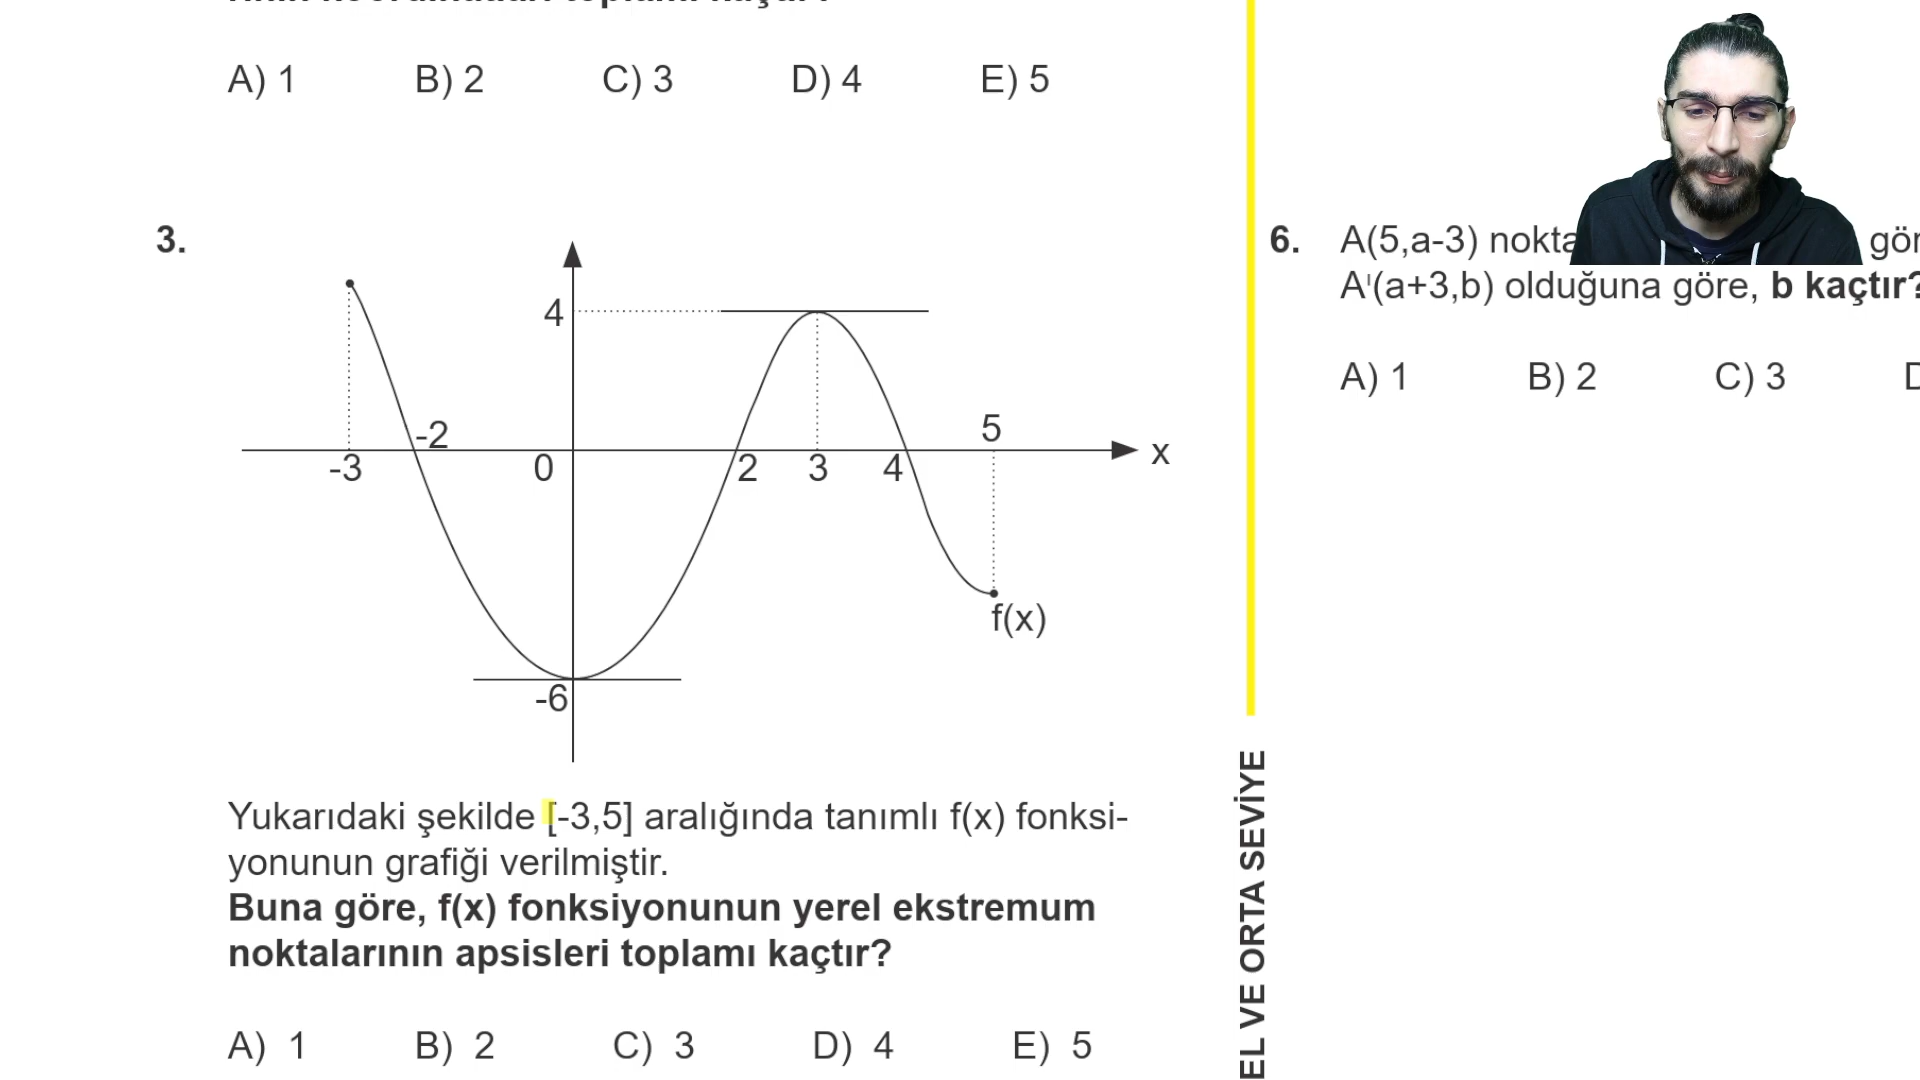 A) 1 B) 2 C) 3 D) 4 E) 5
3.
4
-2
5
-3 0 2 3 4 x
f(x)
-6
Yukarıdaki şekilde [-3,5] aralığında tanımlı f(x) fonksi-
yonunun grafiği verilmiştir.
Buna göre, f(x) fonksiyonunun yerel ekstremum
noktalarının apsisleri toplamı kaçtır?
A) 1 B) 2 C) 3 D) 4 E) 5
EL VE ORTA SEVİYE
6. A(5,a-3)
A'(a+3,b) olduğuna göre, b kaçtır?
A) 1 B) 2 C) 3